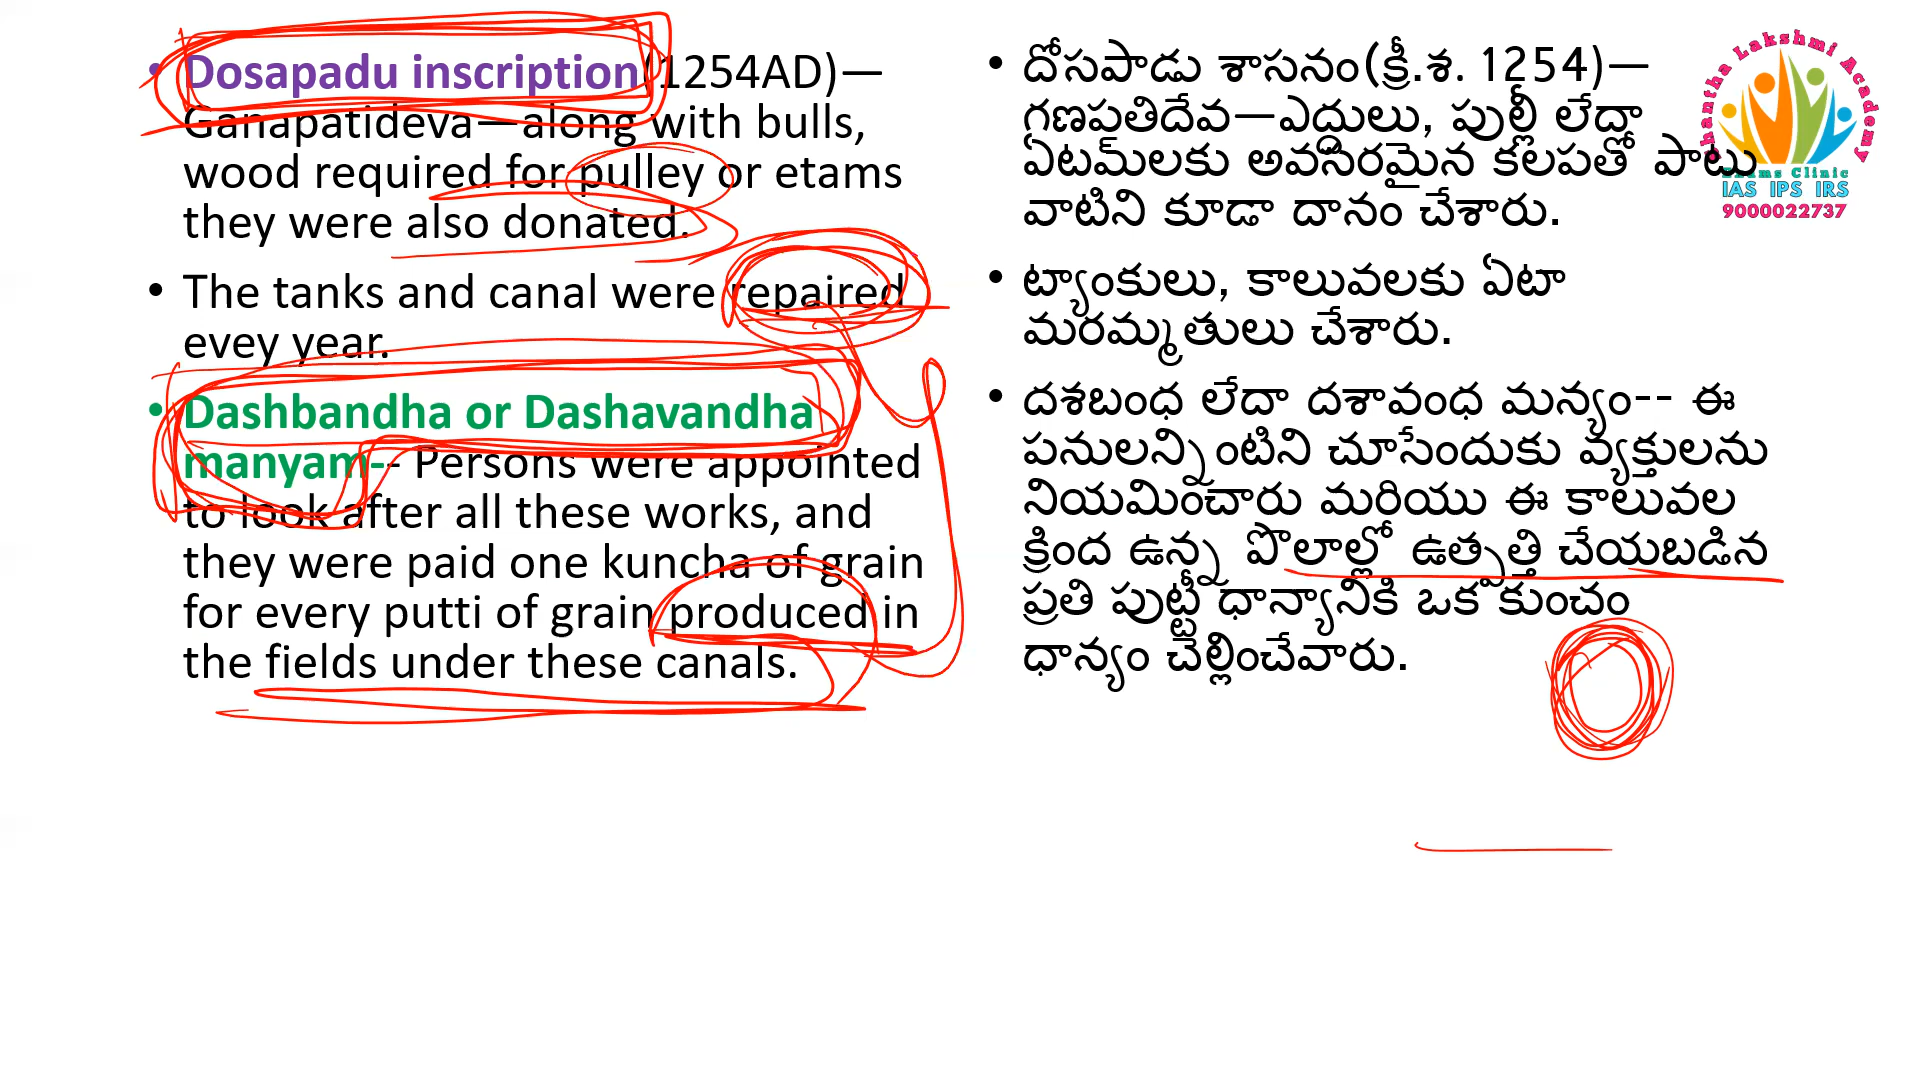 • Dosapadu inscription(1254AD)—
Ganapatideva—along with bulls,
wood required for pulley or etams
they were also donated.
• The tanks and canal were repaired
evey year.
• Dashbandha or Dashavandha
manyam-- Persons were appointed
to look after all these works, and
they were paid one kuncha of grain
for every putti of grain produced in
the fields under these canals.
• దోసపాడు శాసనం(క్రీ.శ. 1254)—
గణపతిదేవ—ఎద్దులు, పుల్లీ లేదా
ఏటమ్‌లకు అవసరమైన కలపతో పాటు
వాటిని కూడా దానం చేశారు.
• ట్యాంకులు, కాలువలకు ఏటా
మరమ్మతులు చేశారు.
• దశబంధ లేదా దశావంధ మన్యం-- ఈ
పనులన్నింటిని చూసేందుకు వ్యక్తులను
నియమించారు మరియు ఈ కాలువల
క్రింద ఉన్న పొలాల్లో ఉత్పత్తి చేయబడిన
ప్రతి పుట్టీ ధాన్యానికి ఒక కుంచం
ధాన్యం చెల్లించేవారు.
Lakshmi Academy
IAS IPS IRS
9000022737